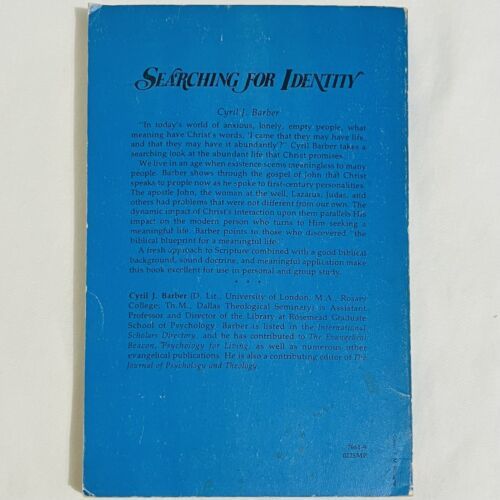 SEARCHING FOR IDENTITY
Cyril J. Barber
"In today's world of anxious, lonely, empty people, what
meaning have Christ's words, 'I came that they may have life,
and that they may have it abundantly'?" Cyril Barber takes a
searching look at the abundant life that Christ promises.
We live in an age when existence seems meaningless to many
people. Barber shows through the gospel of John that Christ
speaks to people now as he spoke to first-century personalities.
The apostle John, the woman at the well, Lazarus, Judas, and
others had problems that were not different from our own. The
dynamic impact of Christ's interaction upon them parallels His
impact on the modern person who turns to Him seeking a
meaningful life. Barber points to those who discovered "the
biblical blueprint for a meaningful life."
A fresh approach to Scripture combined with a good biblical
background, sound doctrine, and meaningful application make
this book excellent for use in personal and group study.
• • •
Cyril J. Barber (D. Lit., University of London, M.A., Rosary
College, Th.M., Dallas Theological Seminary) is Assistant
Professor and Director of the Library at Rosemead Graduate
School of Psychology. Barber is listed in the International
Scholars Directory, and he has contributed to The Evangelical
Beacon, Psychology for Living, as well as numerous other
evangelical publications. He is also a contributing editor of The
Journal of Psychology and Theology.